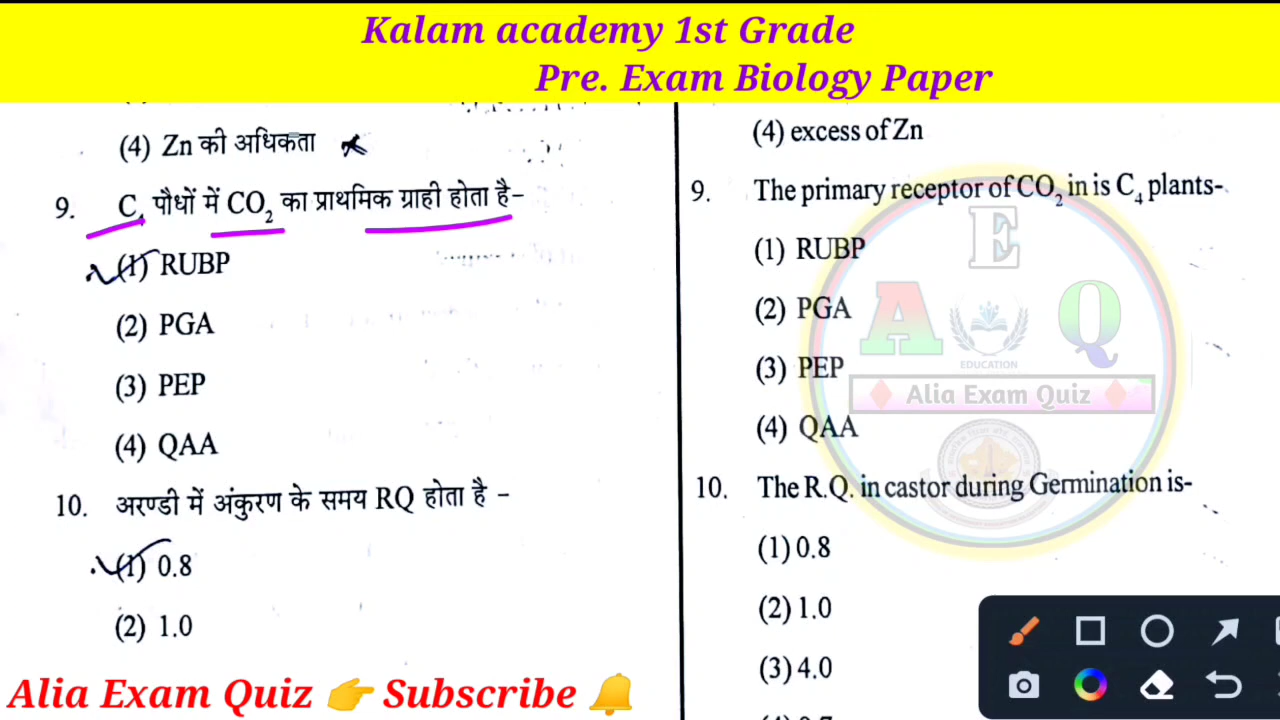 Kalam academy 1st Grade
Pre. Exam Biology Paper
(4) Zn की अधिकता
9. C₄ पौधों में CO₂ का प्राथमिक ग्राही होता है-
(1) RUBP
(2) PGA
(3) PEP
(4) QAA
10. अरण्डी में अंकुरण के समय RQ होता है -
(1) 0.8
(2) 1.0
(4) excess of Zn
9. The primary receptor of CO₂ in is C₄ plants-
(1) RUBP
(2) PGA
(3) PEP
(4) QAA
10. The R.Q. in castor during Germination is-
(1) 0.8
(2) 1.0
(3) 4.0
E
A Q
EDUCATION
Alia Exam Quiz
Alia Exam Quiz 👉 Subscribe 🔔